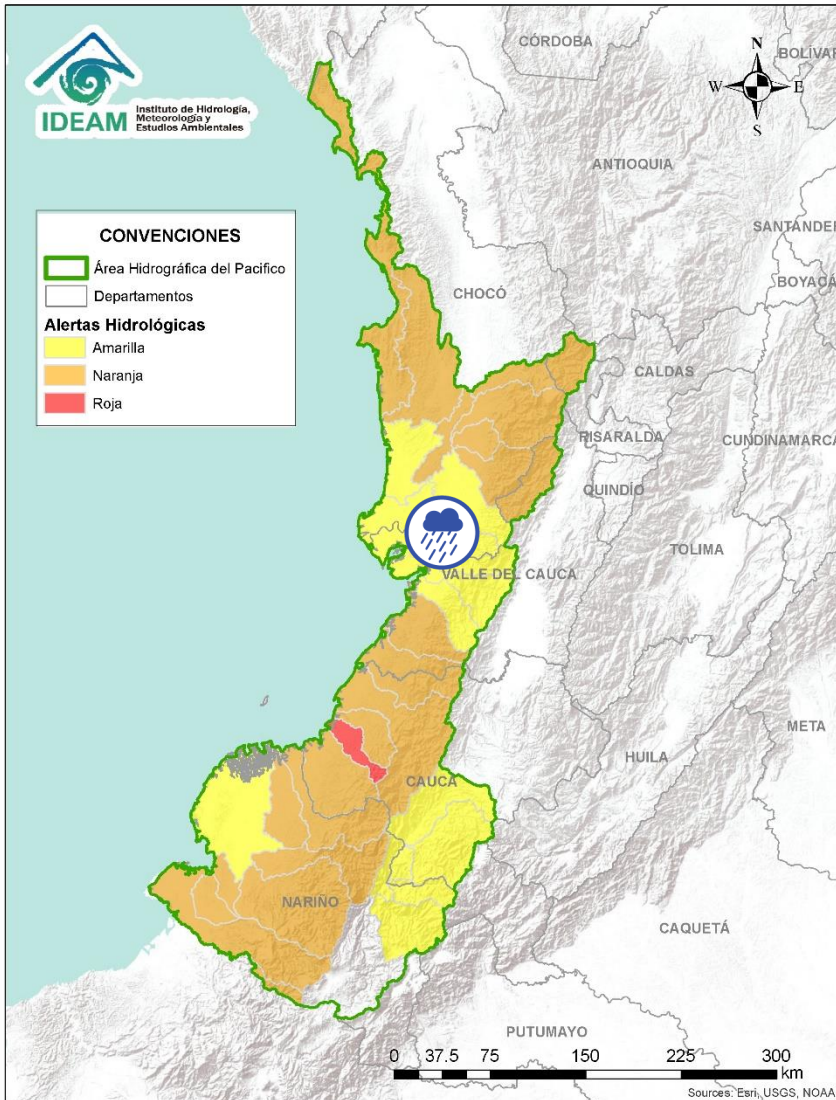 IDEAM
Instituto de Hidrología,
Meteorología y
Estudios Ambientales
CÓRDOBA
BOLÍVAR
N
W
E
S
ANTIOQUIA
SANTANDER
BOYACÁ
CONVENCIONES
Área Hidrográfica del Pacifico
Departamentos
Alertas Hidrológicas
Amarilla
Naranja
Roja
CHOCÓ
CALDAS
RISARALDA
CUNDINAMARCA
QUINDÍO
TOLIMA
VALLE DEL CAUCA
META
HUILA
CAUCA
NARIÑO
CAQUETÁ
PUTUMAYO
0 37.5 75 150 225 300
km
Sources: Esri, USGS, NOAA